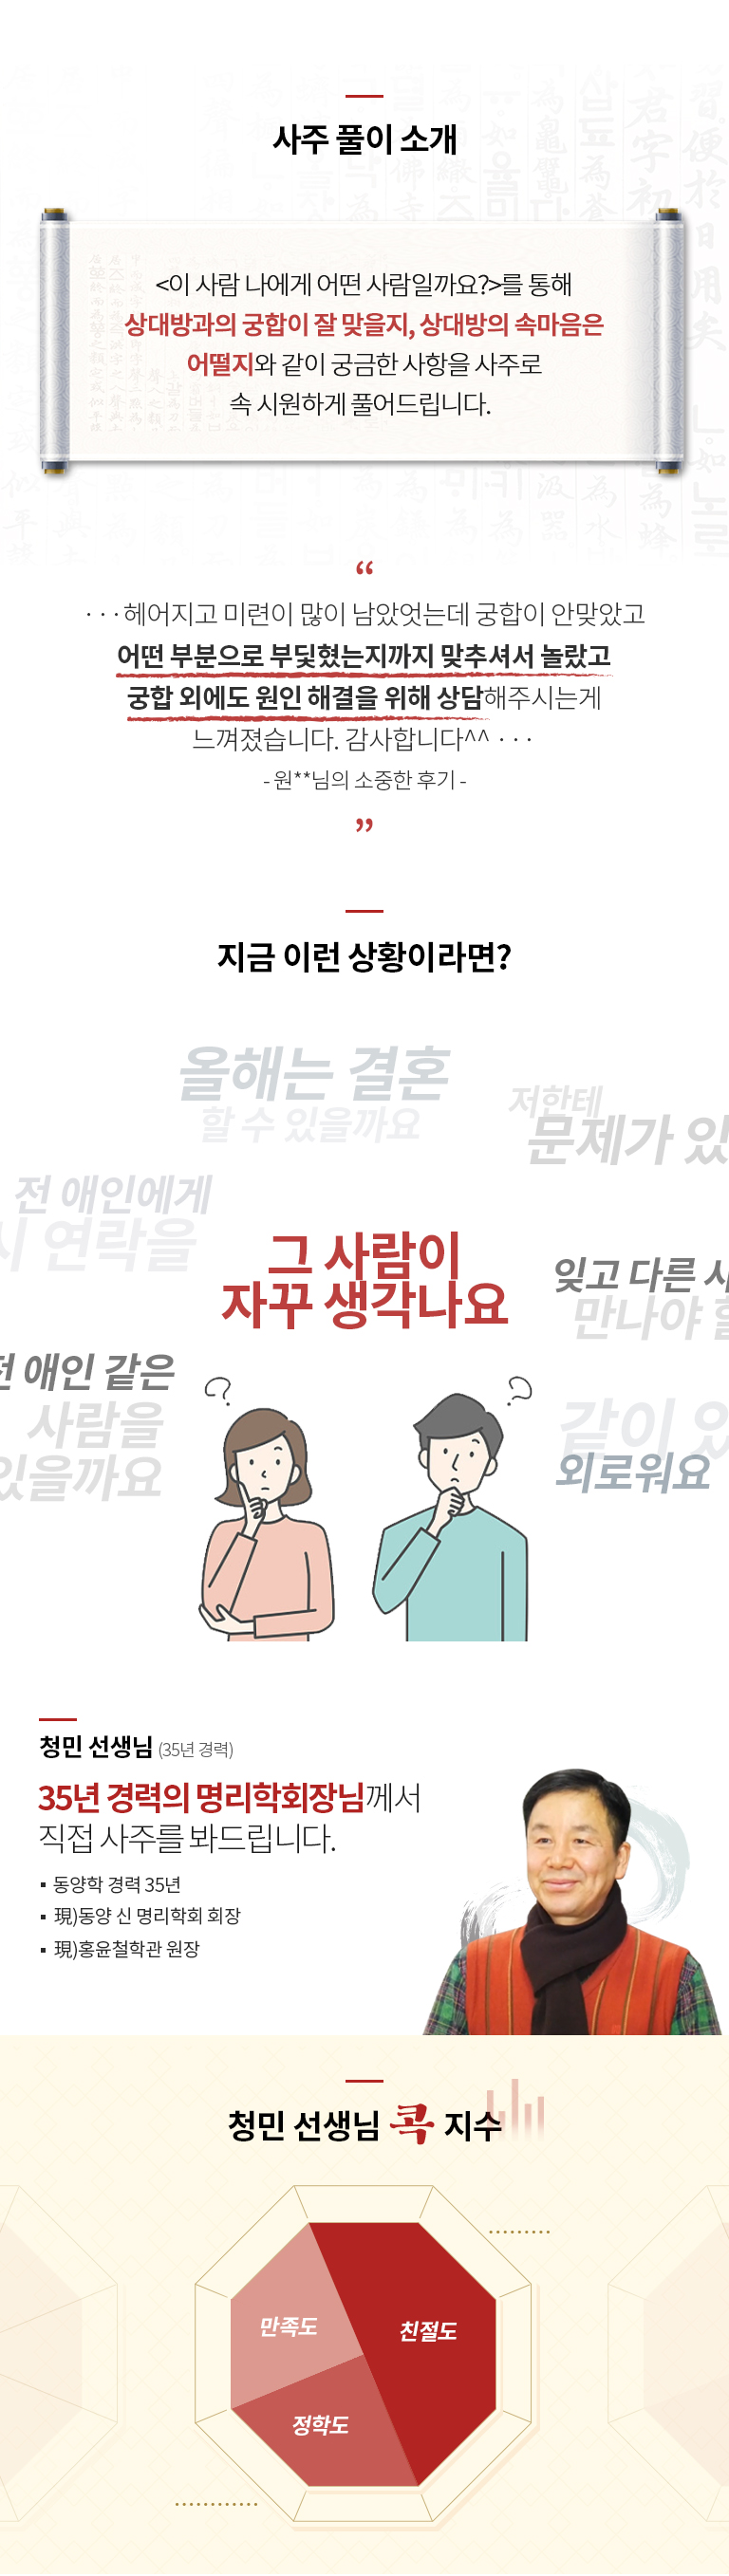 사주 풀이 소개
<이 사람 나에게 어떤 사람일까요?>를 통해
상대방과의 궁합이 잘 맞을지, 상대방의 속마음은
어떨지와 같이 궁금한 사항을 사주로
속 시원하게 풀어드립니다.
“
···헤어지고 미련이 많이 남았엇는데 궁합이 안맞았고
어떤 부분으로 부딪혔는지까지 맞추셔서 놀랐고
궁합 외에도 원인 해결을 위해 상담해주시는게
느껴졌습니다. 감사합니다^^ ···
- 원**님의 소중한 후기 -
”
지금 이런 상황이라면?
올해는 결혼
할 수 있을까요
저한테
문제가 있
전 애인에게
시 연락을
그 사람이
자꾸 생각나요
잊고 다른 사
만나야 할
전 애인 같은
사람을
있을까요
같이 있
외로워요
청민 선생님 (35년 경력)
35년 경력의 명리학회장님께서
직접 사주를 봐드립니다.
▪ 동양학 경력 35년
▪ 現)동양 신 명리학회 회장
▪ 現)홍윤철학관 원장
청민 선생님 콕 지수
만족도
친절도
정학도